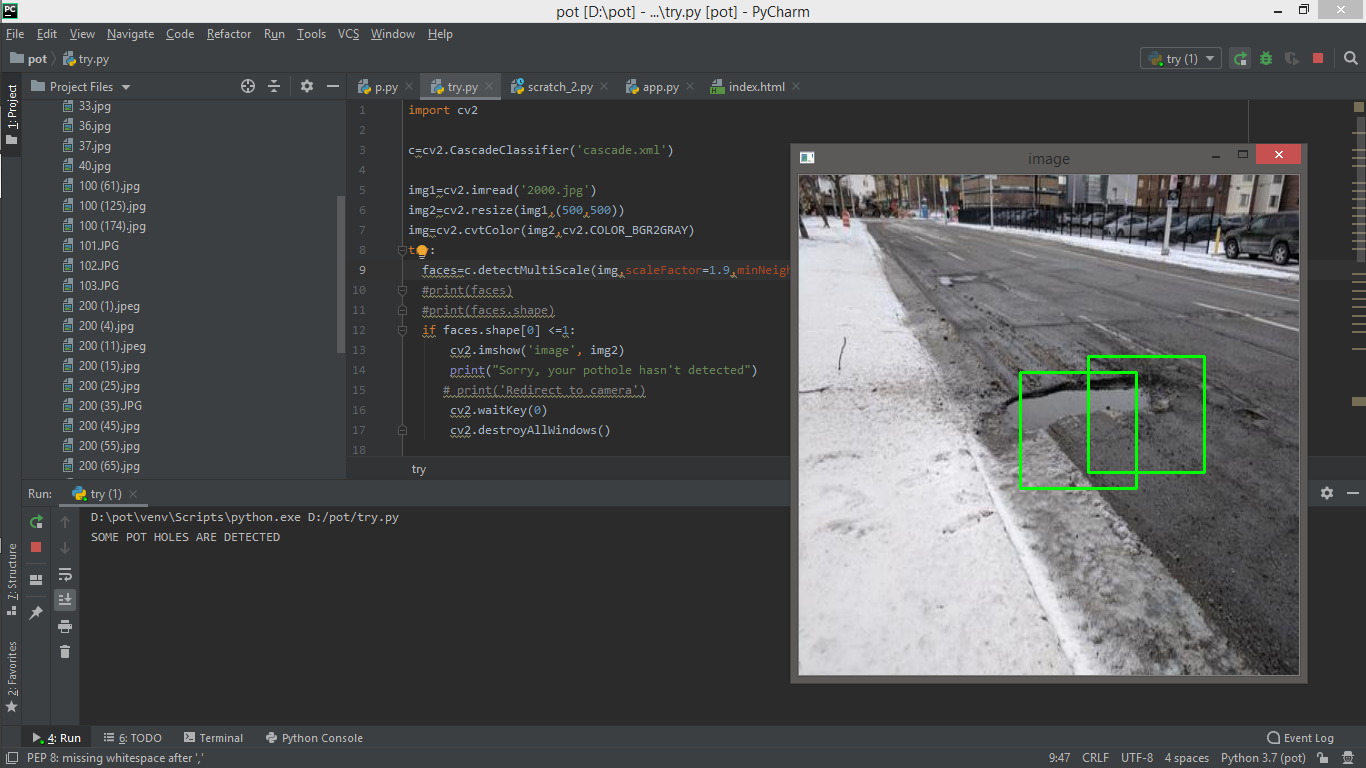 pot [D:\pot] - ...\try.py [pot] - PyCharm
File Edit View Navigate Code Refactor Run Tools VCS Window Help
pot try.py try (1)
1: Project
Project Files
p.py try.py scratch_2.py app.py index.html
33.jpg
36.jpg
37.jpg
40.jpg
100 (61).jpg
100 (125).jpg
100 (174).jpg
101.JPG
102.JPG
103.JPG
200 (1).jpeg
200 (4).jpg
200 (11).jpeg
200 (15).jpg
200 (25).jpg
200 (35).JPG
200 (45).jpg
200 (55).jpg
200 (65).jpg
1 import cv2
2
3 c=cv2.CascadeClassifier('cascade.xml')
4
5 img1=cv2.imread('2000.jpg')
6 img2=cv2.resize(img1,(500,500))
7 img=cv2.cvtColor(img2,cv2.COLOR_BGR2GRAY)
8 t :
9 faces=c.detectMultiScale(img,scaleFactor=1.9,minNeigh
10 #print(faces)
11 #print(faces.shape)
12 if faces.shape[0] <=1:
13 cv2.imshow('image', img2)
14 print("Sorry, your pothole hasn't detected")
15 # print('Redirect to camera')
16 cv2.waitKey(0)
17 cv2.destroyAllWindows()
18
try
image
Run: try (1)
D:\pot\venv\Scripts\python.exe D:/pot/try.py
SOME POT HOLES ARE DETECTED
7: Structure
2: Favorites
4: Run 6: TODO Terminal Python Console Event Log
PEP 8: missing whitespace after ',' 9:47 CRLF UTF-8 4 spaces Python 3.7 (pot)